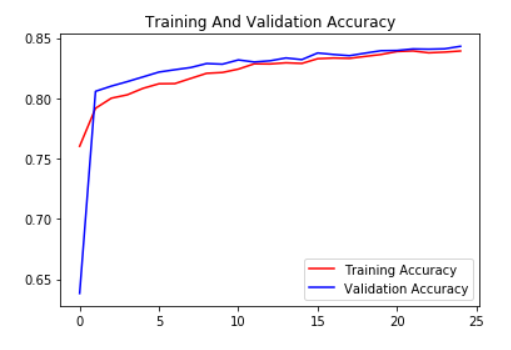 Training And Validation Accuracy
0.85
0.80
0.75
0.70
0.65
0 5 10 15 20 25
Training Accuracy
Validation Accuracy